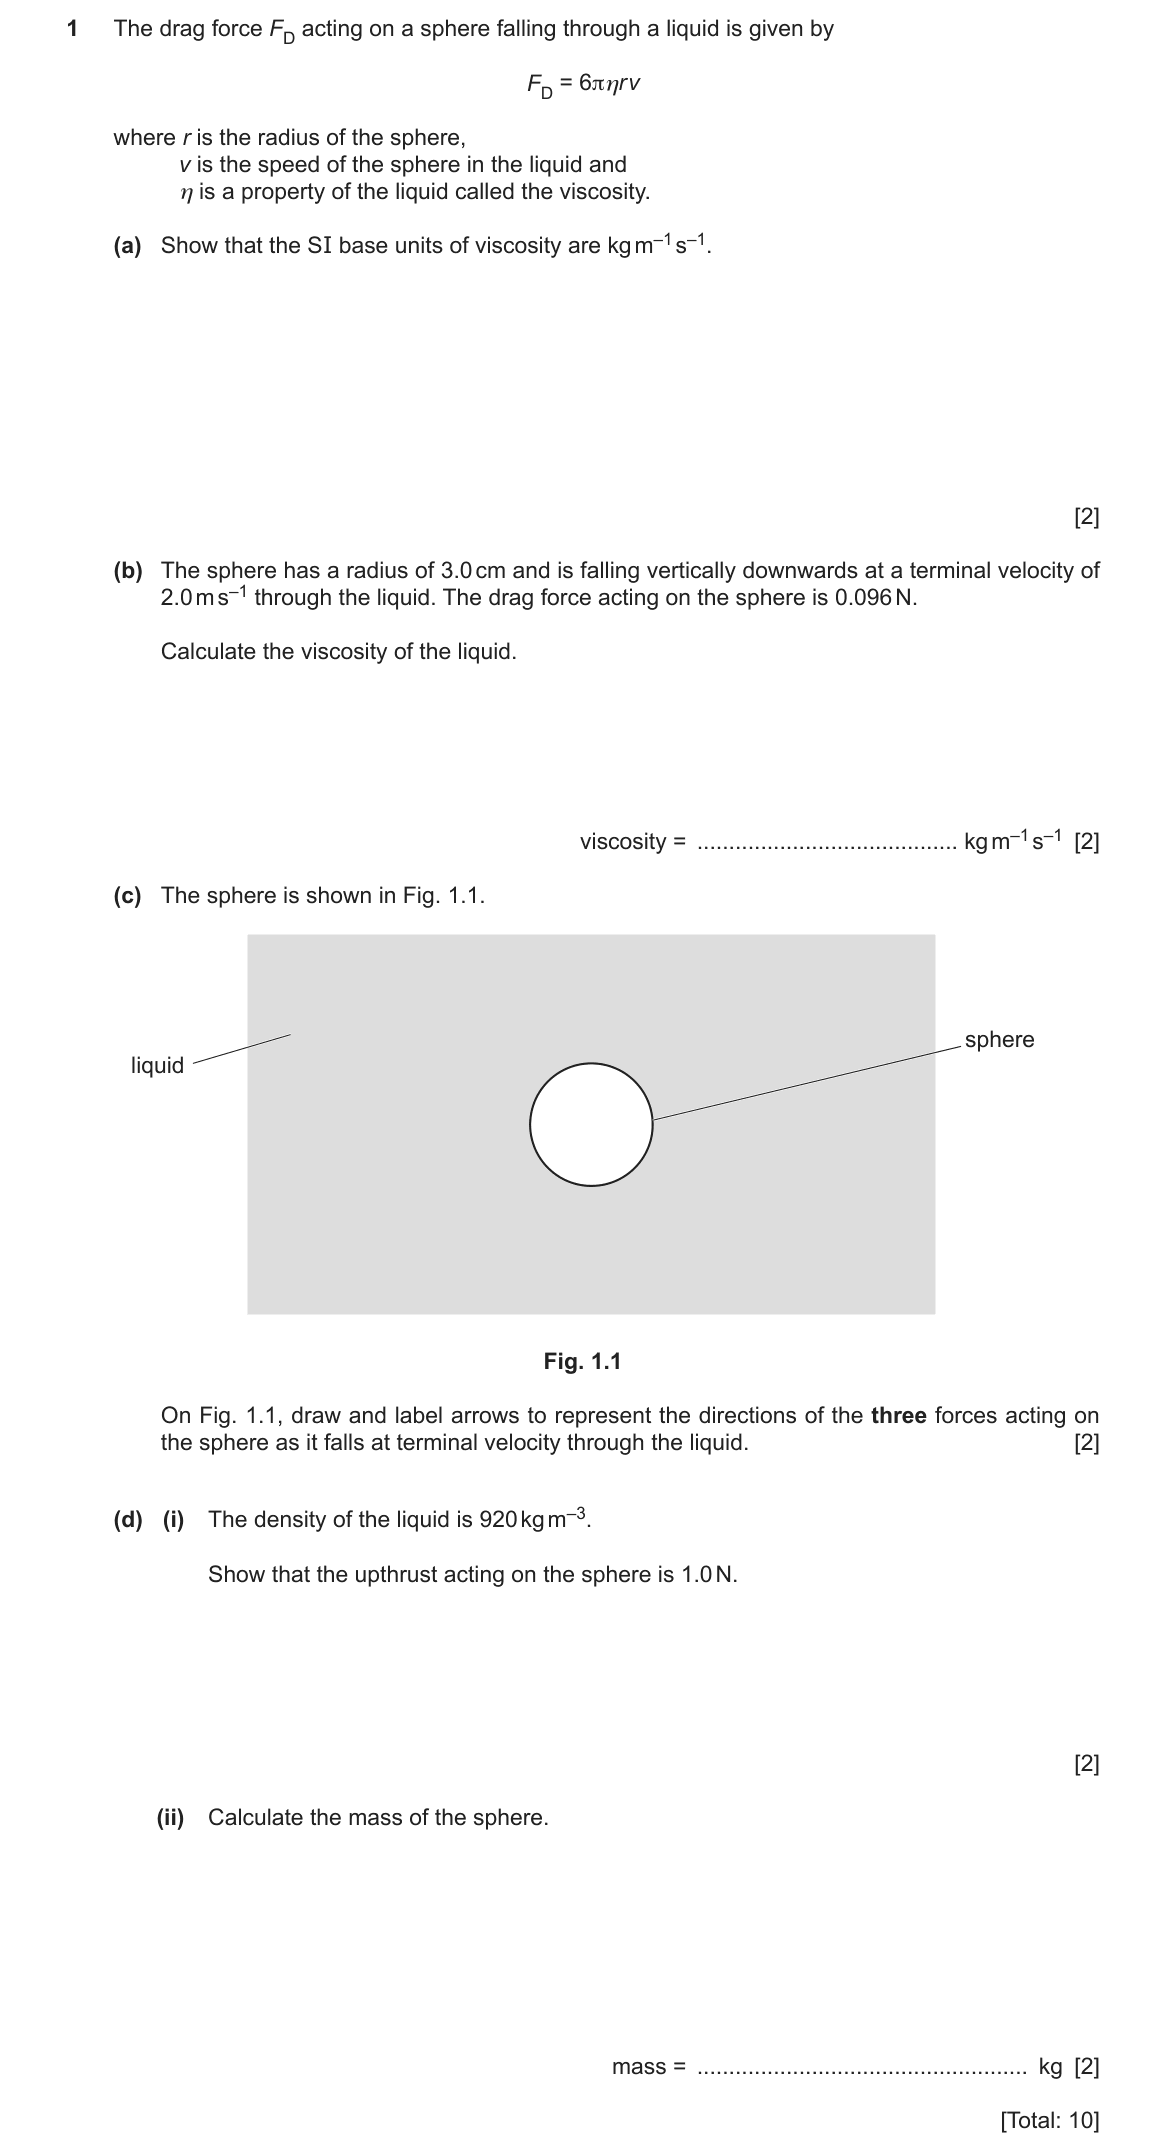 1 The drag force F_D acting on a sphere falling through a liquid is given by
F_D = 6πηrv
where r is the radius of the sphere,
v is the speed of the sphere in the liquid and
η is a property of the liquid called the viscosity.
(a) Show that the SI base units of viscosity are kg m⁻¹ s⁻¹.
[2]
(b) The sphere has a radius of 3.0 cm and is falling vertically downwards at a terminal velocity of
2.0 m s⁻¹ through the liquid. The drag force acting on the sphere is 0.096 N.
Calculate the viscosity of the liquid.
viscosity = ......................................... kg m⁻¹ s⁻¹ [2]
(c) The sphere is shown in Fig. 1.1.
sphere
liquid
Fig. 1.1
On Fig. 1.1, draw and label arrows to represent the directions of the three forces acting on
the sphere as it falls at terminal velocity through the liquid. [2]
(d) (i) The density of the liquid is 920 kg m⁻³.
Show that the upthrust acting on the sphere is 1.0 N.
[2]
(ii) Calculate the mass of the sphere.
mass = .................................................... kg [2]
[Total: 10]